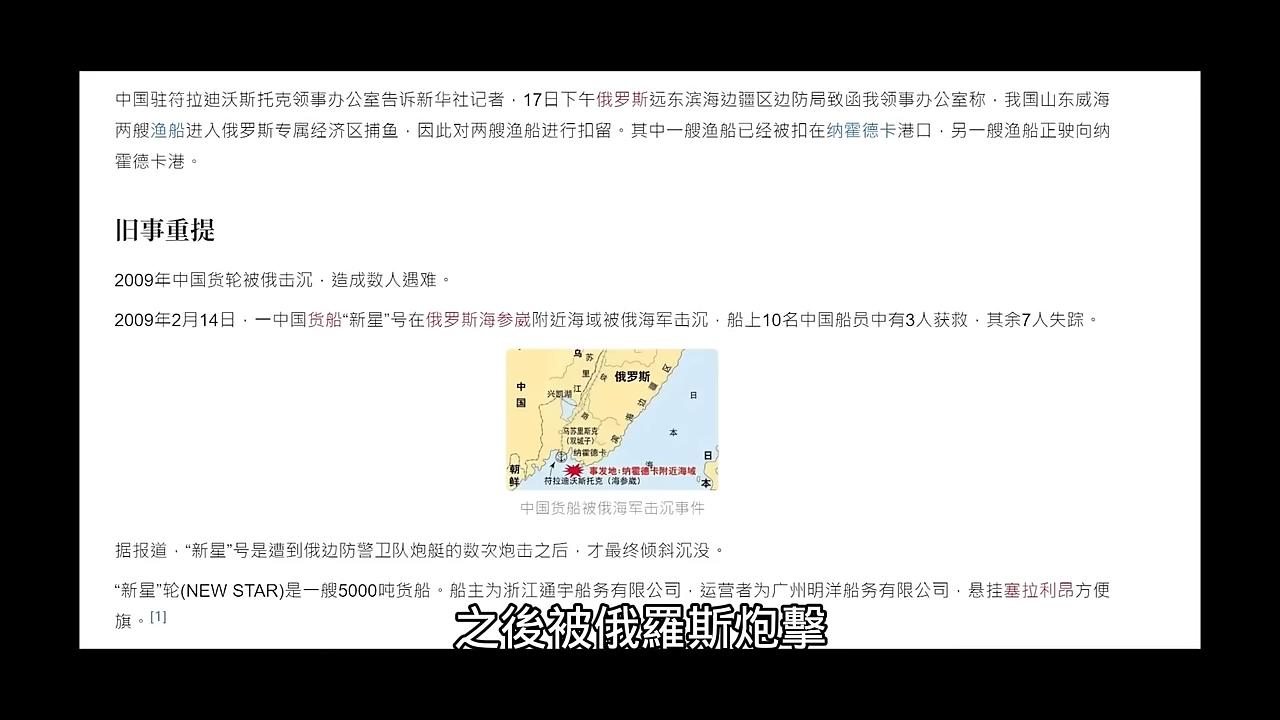 中国驻符拉迪沃斯托克领事办公室告诉新华社记者，17日下午俄罗斯远东滨海边疆区边防局致函我领事办公室称，我国山东威海
两艘渔船进入俄罗斯专属经济区捕鱼，因此对两艘渔船进行扣留。其中一艘渔船已经被扣在纳霍德卡港口，另一艘渔船正驶向纳
霍德卡港。
旧事重提
2009年中国货轮被俄击沉，造成数人遇难。
2009年2月14日，一中国货船“新星”号在俄罗斯海参崴附近海域被俄海军击沉，船上10名中国船员中有3人获救，其余7人失踪。
乌苏里江
俄罗斯
中国
兴凯湖
乌苏里斯克
（双城子）
纳霍德卡
日本海
朝鲜
日本
事发地：纳霍德卡附近海域
符拉迪沃斯托克（海参崴）
中国货船被俄海军击沉事件
据报道，“新星”号是遭到俄边防警卫队炮艇的数次炮击之后，才最终倾斜沉没。
“新星”轮(NEW STAR)是一艘5000吨货船。船主为浙江通宇船务有限公司，运营者为广州明洋船务有限公司，悬挂塞拉利昂方便
旗。[1]
之後被俄羅斯炮擊